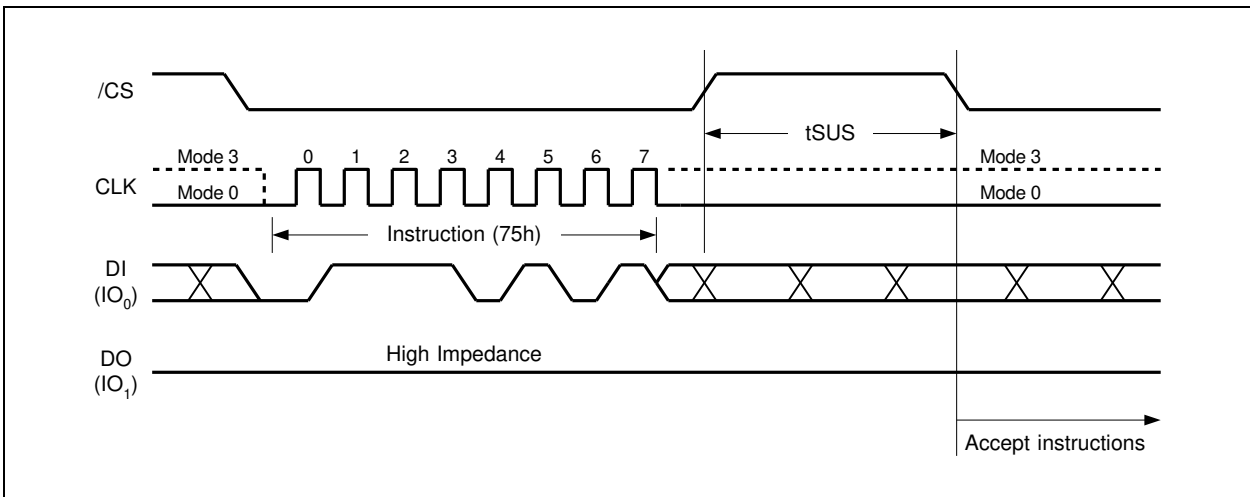 /CS
tSUS
Mode 3 0 1 2 3 4 5 6 7 Mode 3
CLK
Mode 0 Mode 0
Instruction (75h)
DI
(IO0)
High Impedance
DO
(IO1)
Accept instructions